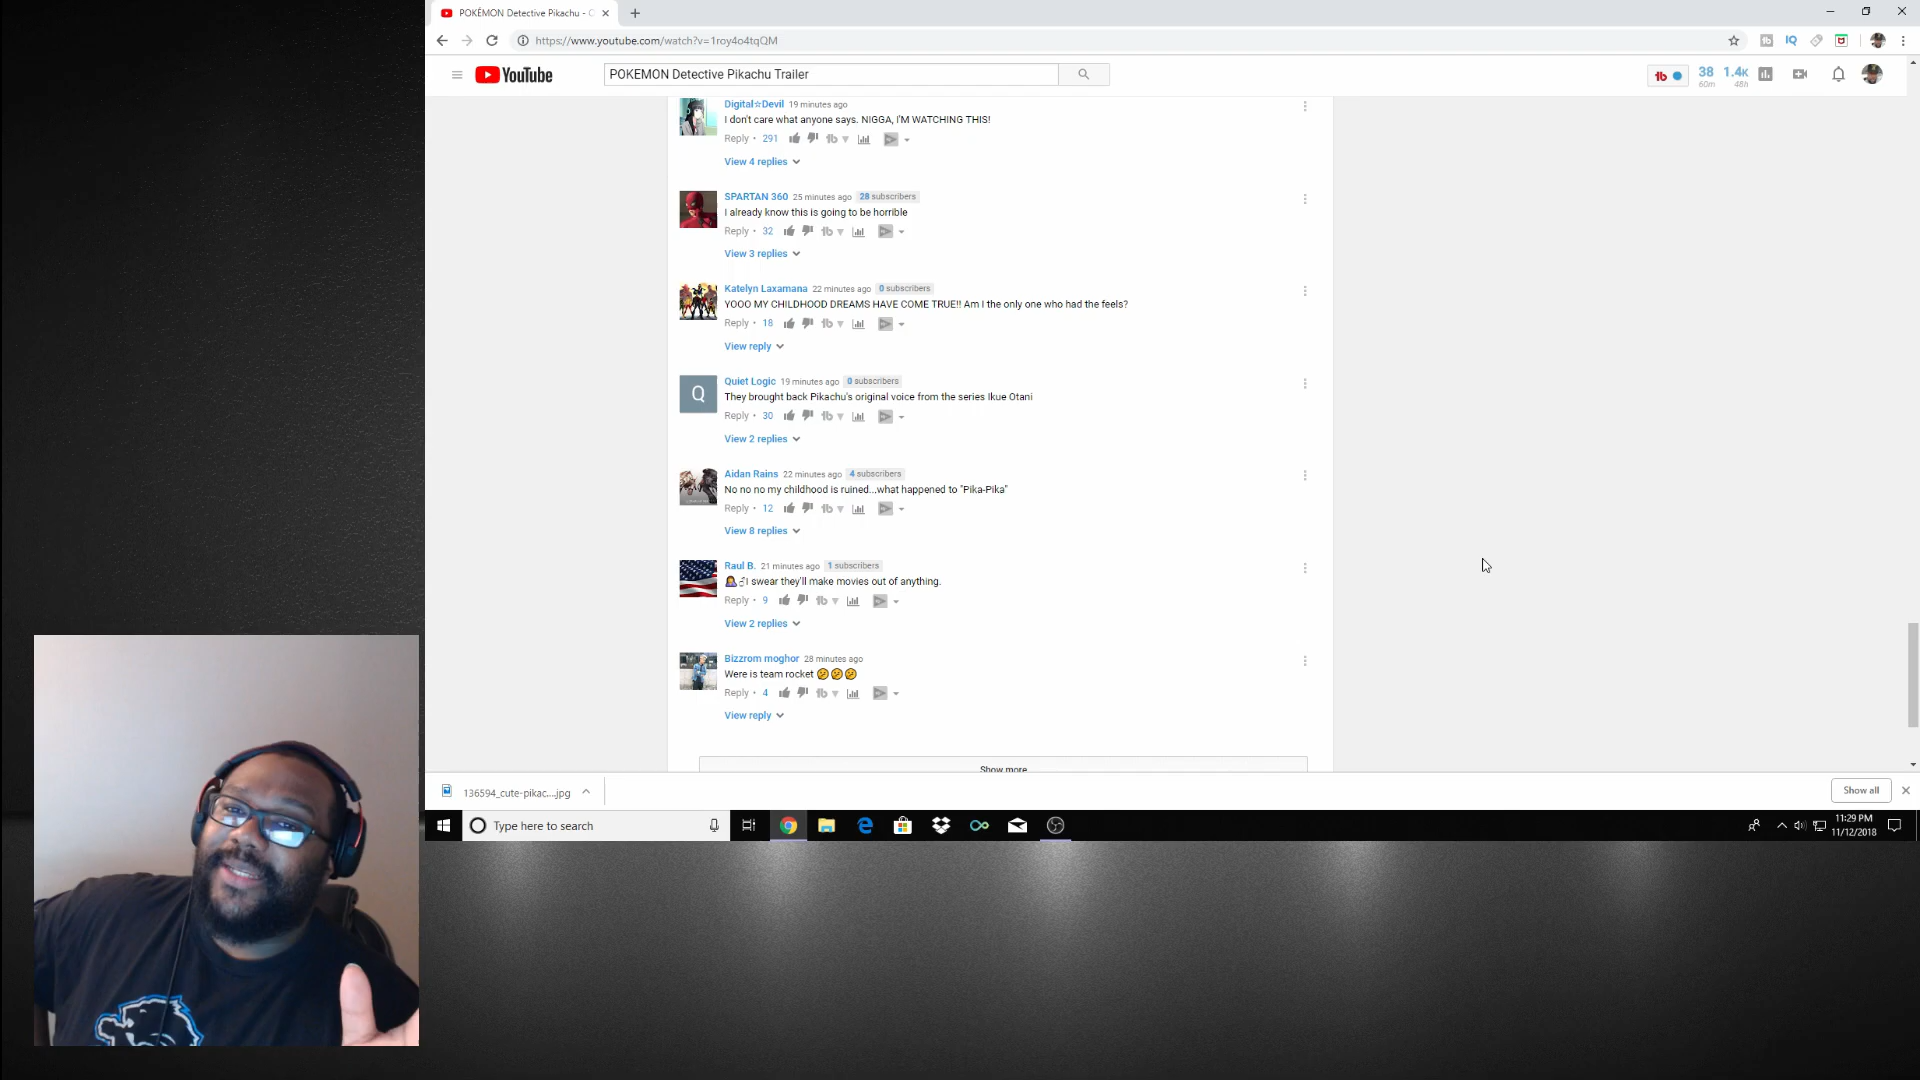 POKÉMON Detective Pikachu - 
https://www.youtube.com/watch?v=1roy4o4tqQM
YouTube
POKEMON Detective Pikachu Trailer
tb
38
60m
1.4K
48h
IQ
Digital☆Devil 19 minutes ago
I don't care what anyone says. NIGGA, I'M WATCHING THIS!
Reply • 291
View 4 replies
SPARTAN 360 25 minutes ago 28 subscribers
I already know this is going to be horrible
Reply • 32
View 3 replies
Katelyn Laxamana 22 minutes ago 0 subscribers
YOOO MY CHILDHOOD DREAMS HAVE COME TRUE!! Am I the only one who had the feels?
Reply • 18
View reply
Q
Quiet Logic 19 minutes ago 0 subscribers
They brought back Pikachu's original voice from the series Ikue Otani
Reply • 30
View 2 replies
Aidan Rains 22 minutes ago 4 subscribers
No no no my childhood is ruined...what happened to "Pika-Pika"
Reply • 12
View 8 replies
Raul B. 21 minutes ago 1 subscribers
I swear they'll make movies out of anything.
Reply • 9
View 2 replies
Bizzrom moghor 28 minutes ago
Were is team rocket 🤔🤔🤔
Reply • 4
View reply
Show more
136594_cute-pikac....jpg
Show all
Type here to search
11:29 PM
11/12/2018